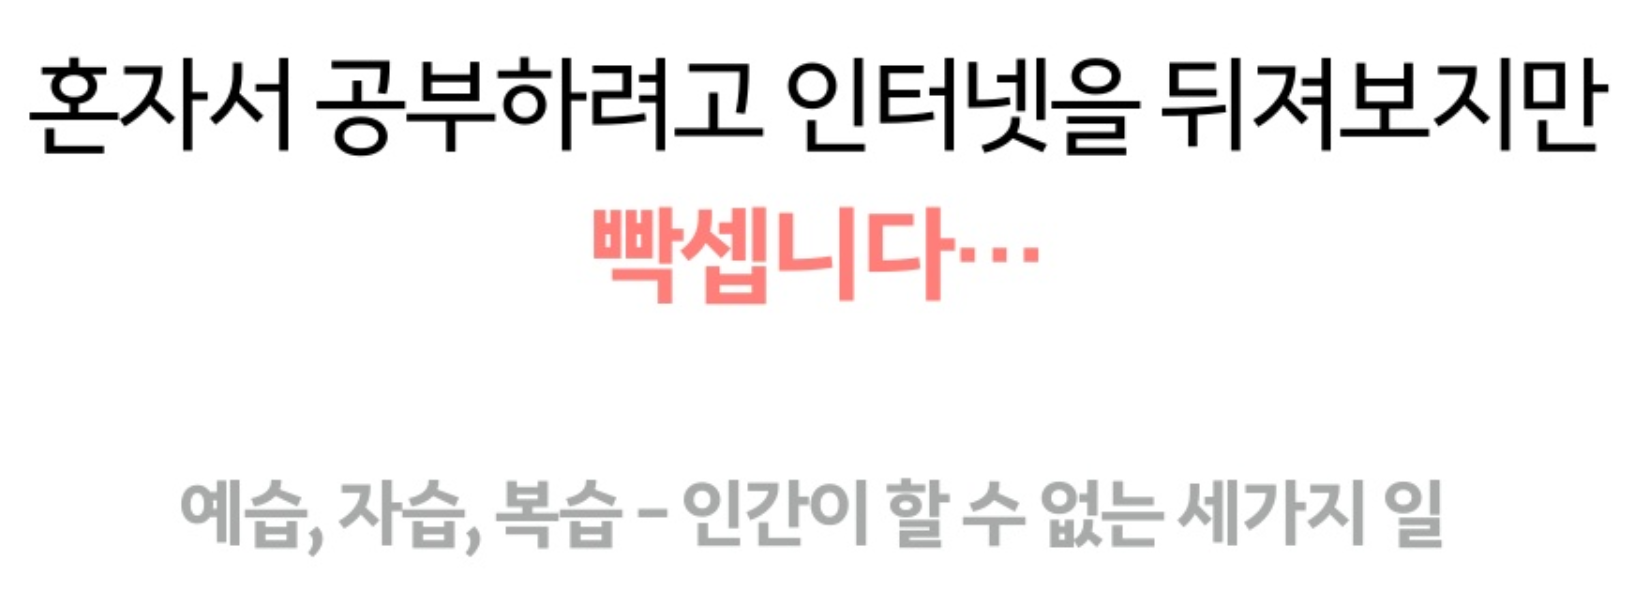 혼자서 공부하려고 인터넷을 뒤져보지만
빡셉니다…
예습, 자습, 복습 – 인간이 할 수 없는 세가지 일